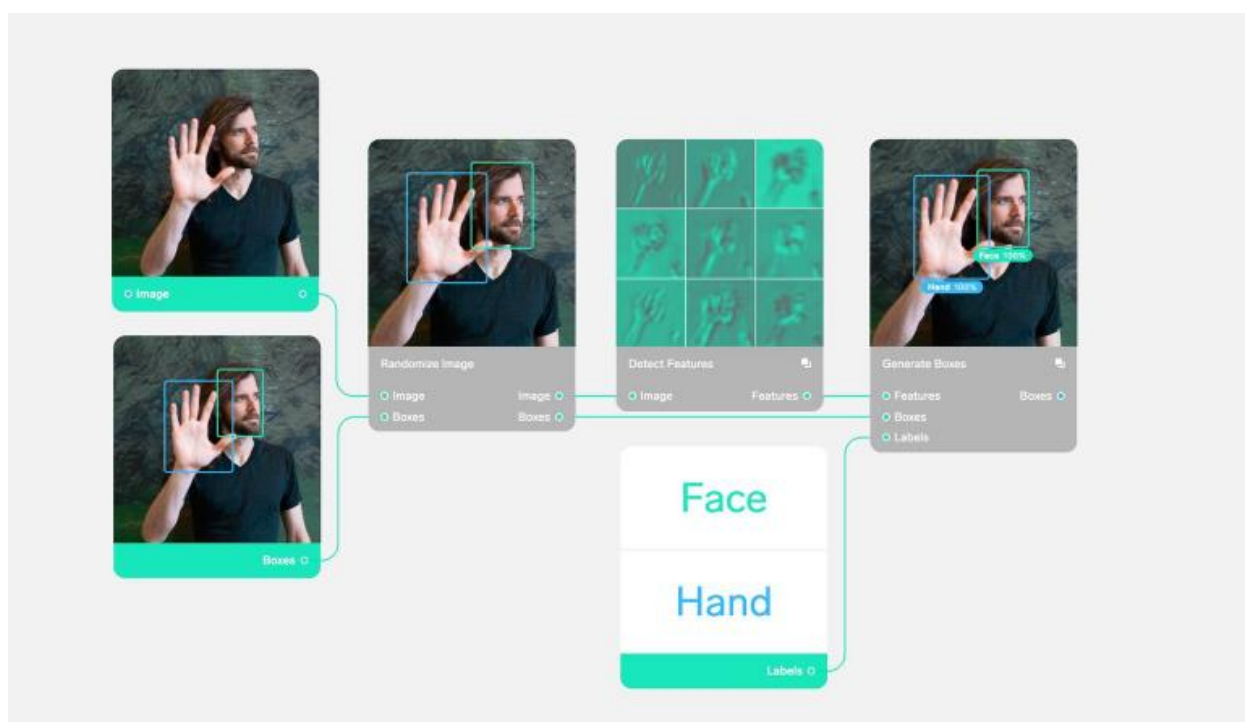 Image
Boxes
Randomize Image
Image Image
Boxes Boxes
Detect Features
Image Features
Face
Hand
Labels
Face 100%
Hand 100%
Generate Boxes
Features Boxes
Boxes
Labels